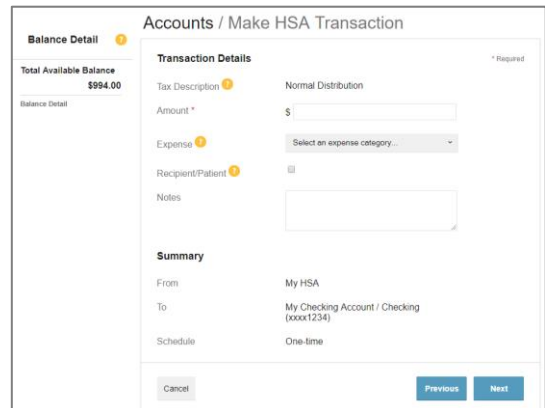 Accounts / Make HSA Transaction
Balance Detail ?
Total Available Balance
$994.00
Balance Detail
Transaction Details
* Required
Tax Description ?
Normal Distribution
Amount *
$
Expense ?
Select an expense category...
Recipient/Patient ?
Notes
Summary
From
My HSA
To
My Checking Account / Checking
(xxxx1234)
Schedule
One-time
Cancel
Previous
Next